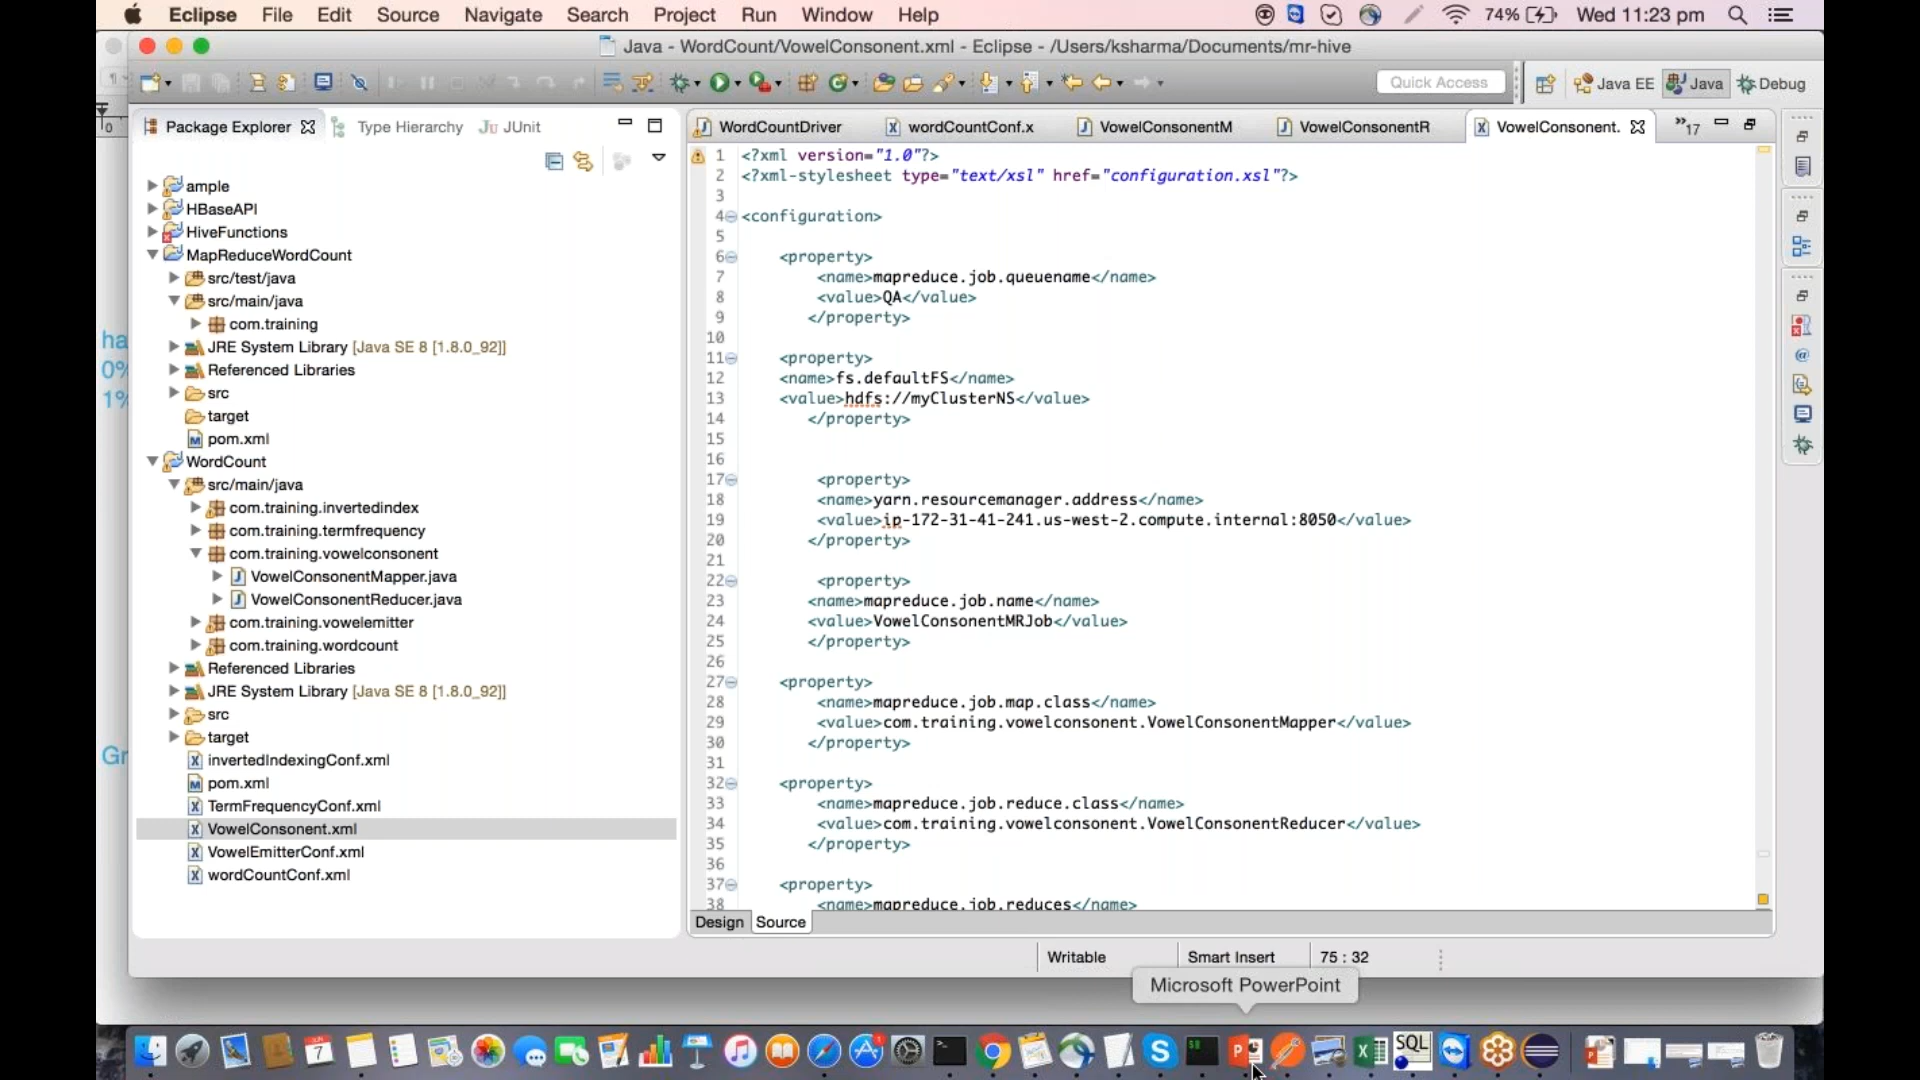 Eclipse File Edit Source Navigate Search Project Run Window Help 74% Wed 11:23 pm
Java - WordCount/VowelConsonent.xml - Eclipse - /Users/ksharma/Documents/mr-hive
Quick Access Java EE Java Debug
Package Explorer Type Hierarchy JUnit
WordCountDriver wordCountConf.x VowelConsonentM VowelConsonentR VowelConsonent. »17
ample
HBaseAPI
HiveFunctions
MapReduceWordCount
src/test/java
src/main/java
com.training
JRE System Library [Java SE 8 [1.8.0_92]]
Referenced Libraries
src
target
pom.xml
WordCount
src/main/java
com.training.invertedindex
com.training.termfrequency
com.training.vowelconsonent
VowelConsonentMapper.java
VowelConsonentReducer.java
com.training.vowelemitter
com.training.wordcount
Referenced Libraries
JRE System Library [Java SE 8 [1.8.0_92]]
src
target
invertedIndexingConf.xml
pom.xml
TermFrequencyConf.xml
VowelConsonent.xml
VowelEmitterConf.xml
wordCountConf.xml
ha
0%
1%
Gr
1 <?xml version="1.0"?>
2 <?xml-stylesheet type="text/xsl" href="configuration.xsl"?>
3
4 <configuration>
5
6 <property>
7 <name>mapreduce.job.queuename</name>
8 <value>QA</value>
9 </property>
10
11 <property>
12 <name>fs.defaultFS</name>
13 <value>hdfs://myClusterNS</value>
14 </property>
15
16
17 <property>
18 <name>yarn.resourcemanager.address</name>
19 <value>ip-172-31-41-241.us-west-2.compute.internal:8050</value>
20 </property>
21
22 <property>
23 <name>mapreduce.job.name</name>
24 <value>VowelConsonentMRJob</value>
25 </property>
26
27 <property>
28 <name>mapreduce.job.map.class</name>
29 <value>com.training.vowelconsonent.VowelConsonentMapper</value>
30 </property>
31
32 <property>
33 <name>mapreduce.job.reduce.class</name>
34 <value>com.training.vowelconsonent.VowelConsonentReducer</value>
35 </property>
36
37 <property>
38 <name>mapreduce.job.reduces</name>
Design Source
Writable Smart Insert 75 : 32
Microsoft PowerPoint
7
SQL